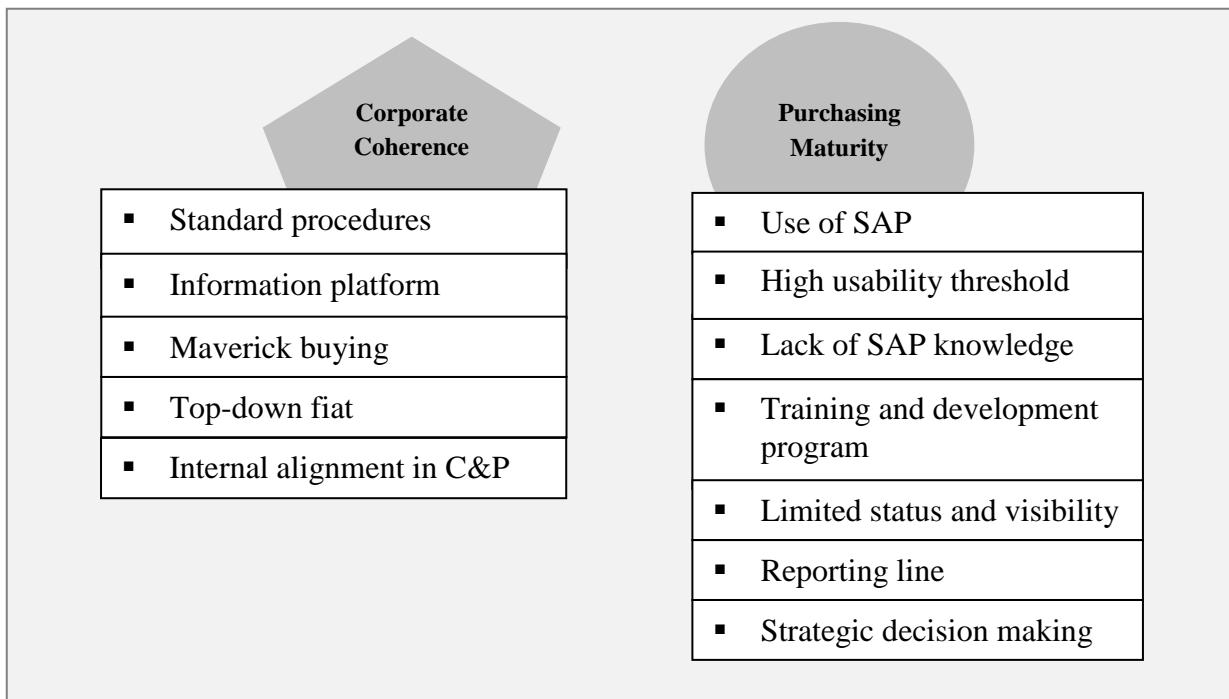 Corporate
Coherence
▪ Standard procedures
▪ Information platform
▪ Maverick buying
▪ Top-down fiat
▪ Internal alignment in C&P
Purchasing
Maturity
▪ Use of SAP
▪ High usability threshold
▪ Lack of SAP knowledge
▪ Training and development
program
▪ Limited status and visibility
▪ Reporting line
▪ Strategic decision making